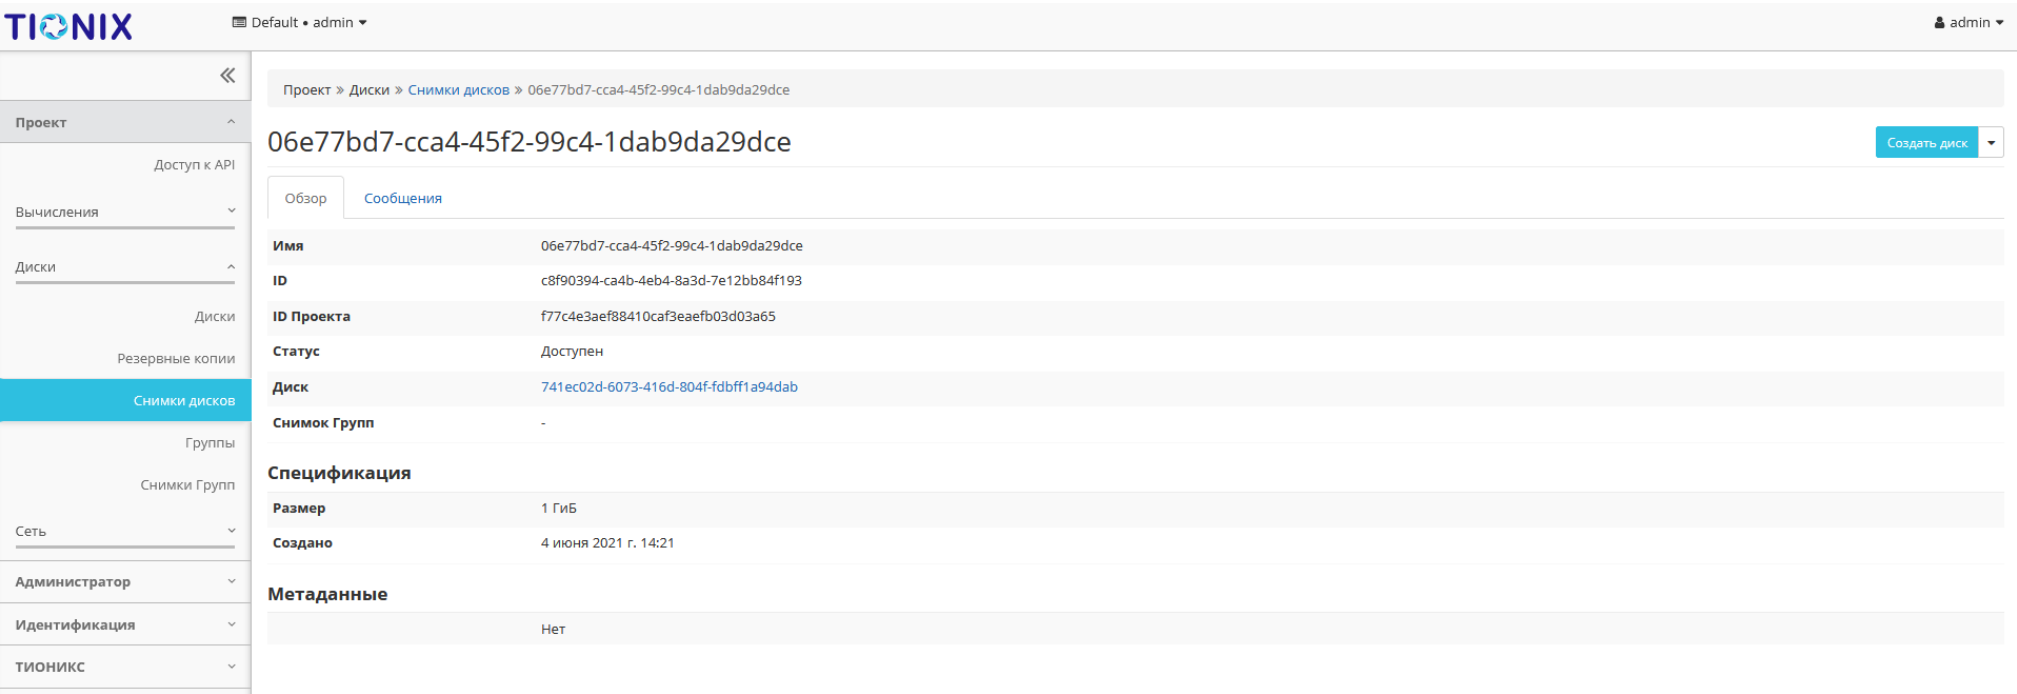 TIONIX
Default • admin
admin
Проект » Диски » Снимки дисков » 06e77bd7-cca4-45f2-99c4-1dab9da29dce
Проект
Доступ к API
Вычисления
Диски
Диски
Резервные копии
Снимки дисков
Группы
Снимки Групп
Сеть
Администратор
Идентификация
ТИОНИКС
06e77bd7-cca4-45f2-99c4-1dab9da29dce
Создать диск
Обзор Сообщения
Имя 06e77bd7-cca4-45f2-99c4-1dab9da29dce
ID c8f90394-ca4b-4eb4-8a3d-7e12bb84f193
ID Проекта f77c4e3aef88410caf3eaefb03d03a65
Статус Доступен
Диск 741ec02d-6073-416d-804f-fdbff1a94dab
Снимок Групп -
Спецификация
Размер 1 ГиБ
Создано 4 июня 2021 г. 14:21
Метаданные
Нет